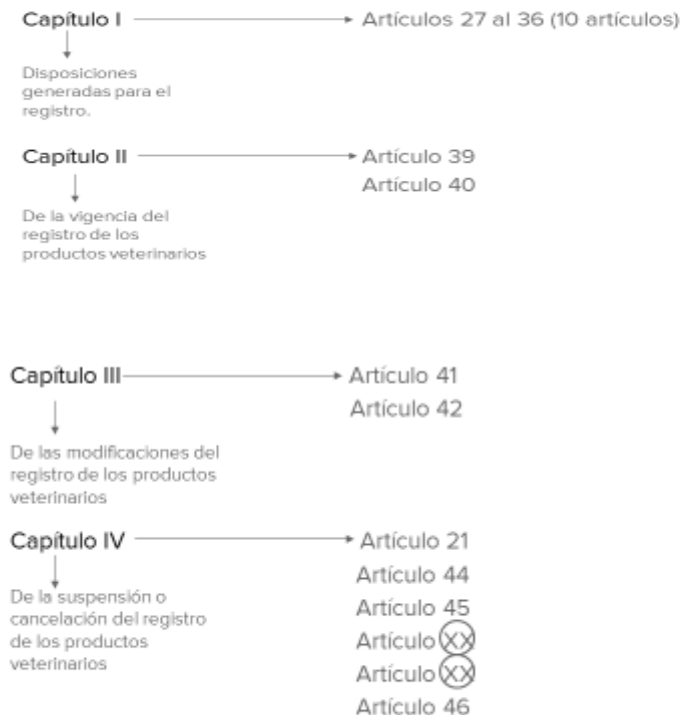 Capítulo I Artículos 27 al 36 (10 artículos)
Disposiciones
generadas para el
registro.
Capítulo II Artículo 39
Artículo 40
De la vigencia del
registro de los
productos veterinarios
Capítulo III Artículo 41
Artículo 42
De las modificaciones del
registro de los productos
veterinarios
Capítulo IV Artículo 21
Artículo 44
De la suspensión o
cancelación del registro
de los productos
veterinarios
Artículo 45
Artículo XX
Artículo XX
Artículo 46